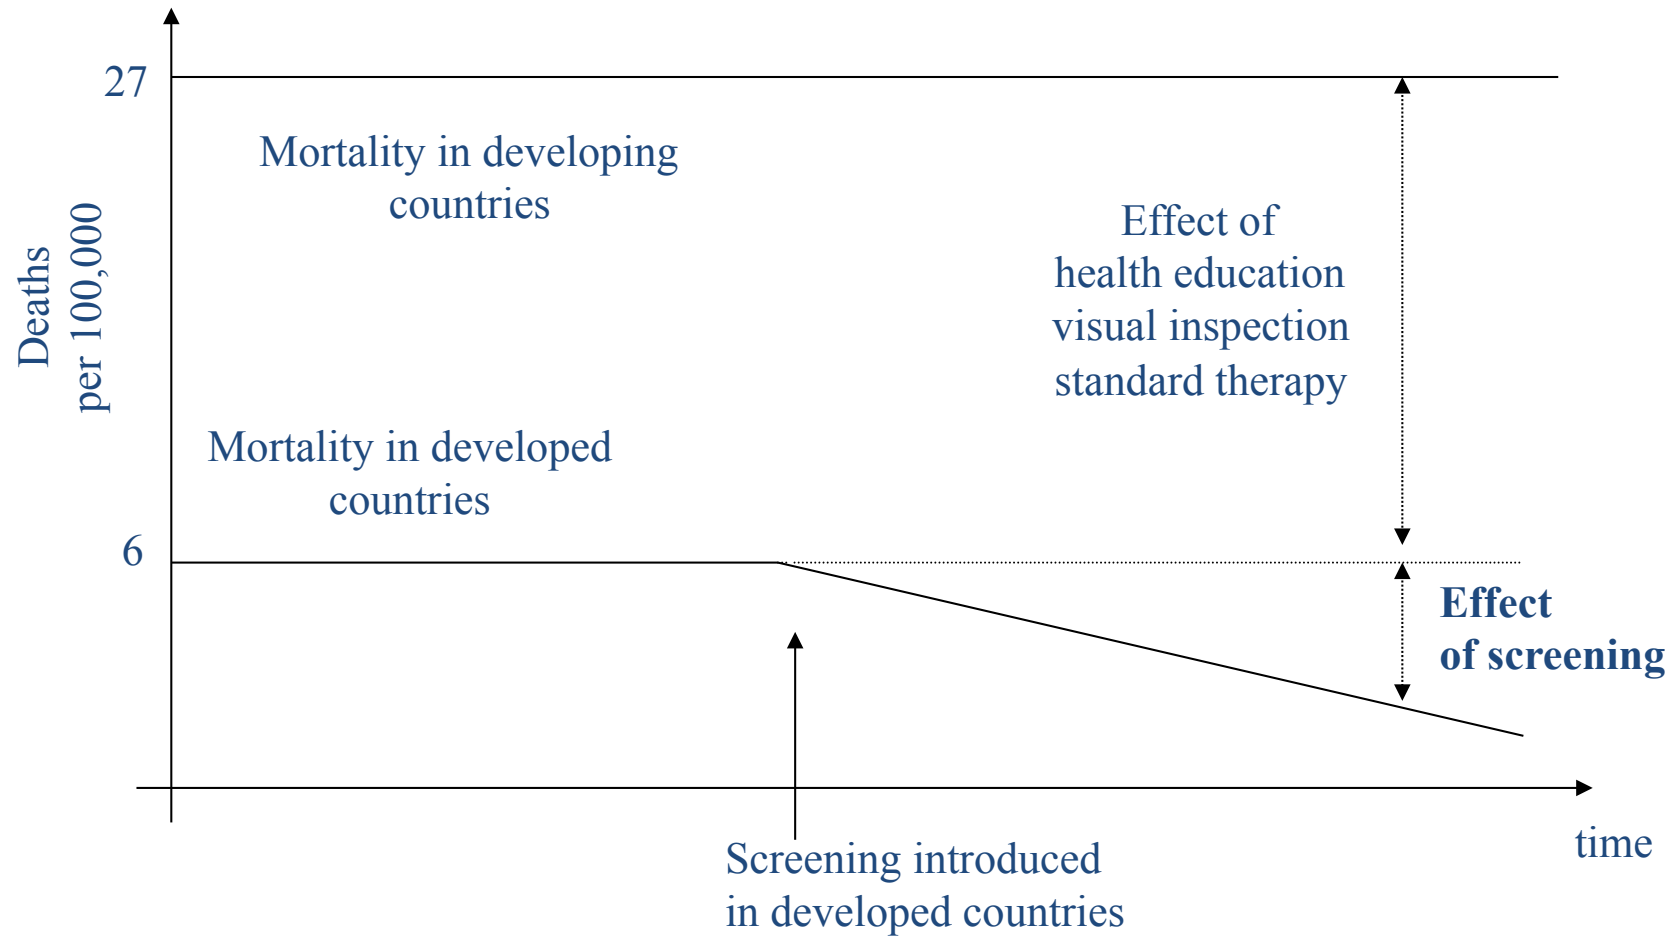 27
Mortality in developing
countries
Deaths
per 100,000
Effect of
health education
visual inspection
standard therapy
Mortality in developed
countries
6
Effect
of screening
time
Screening introduced
in developed countries